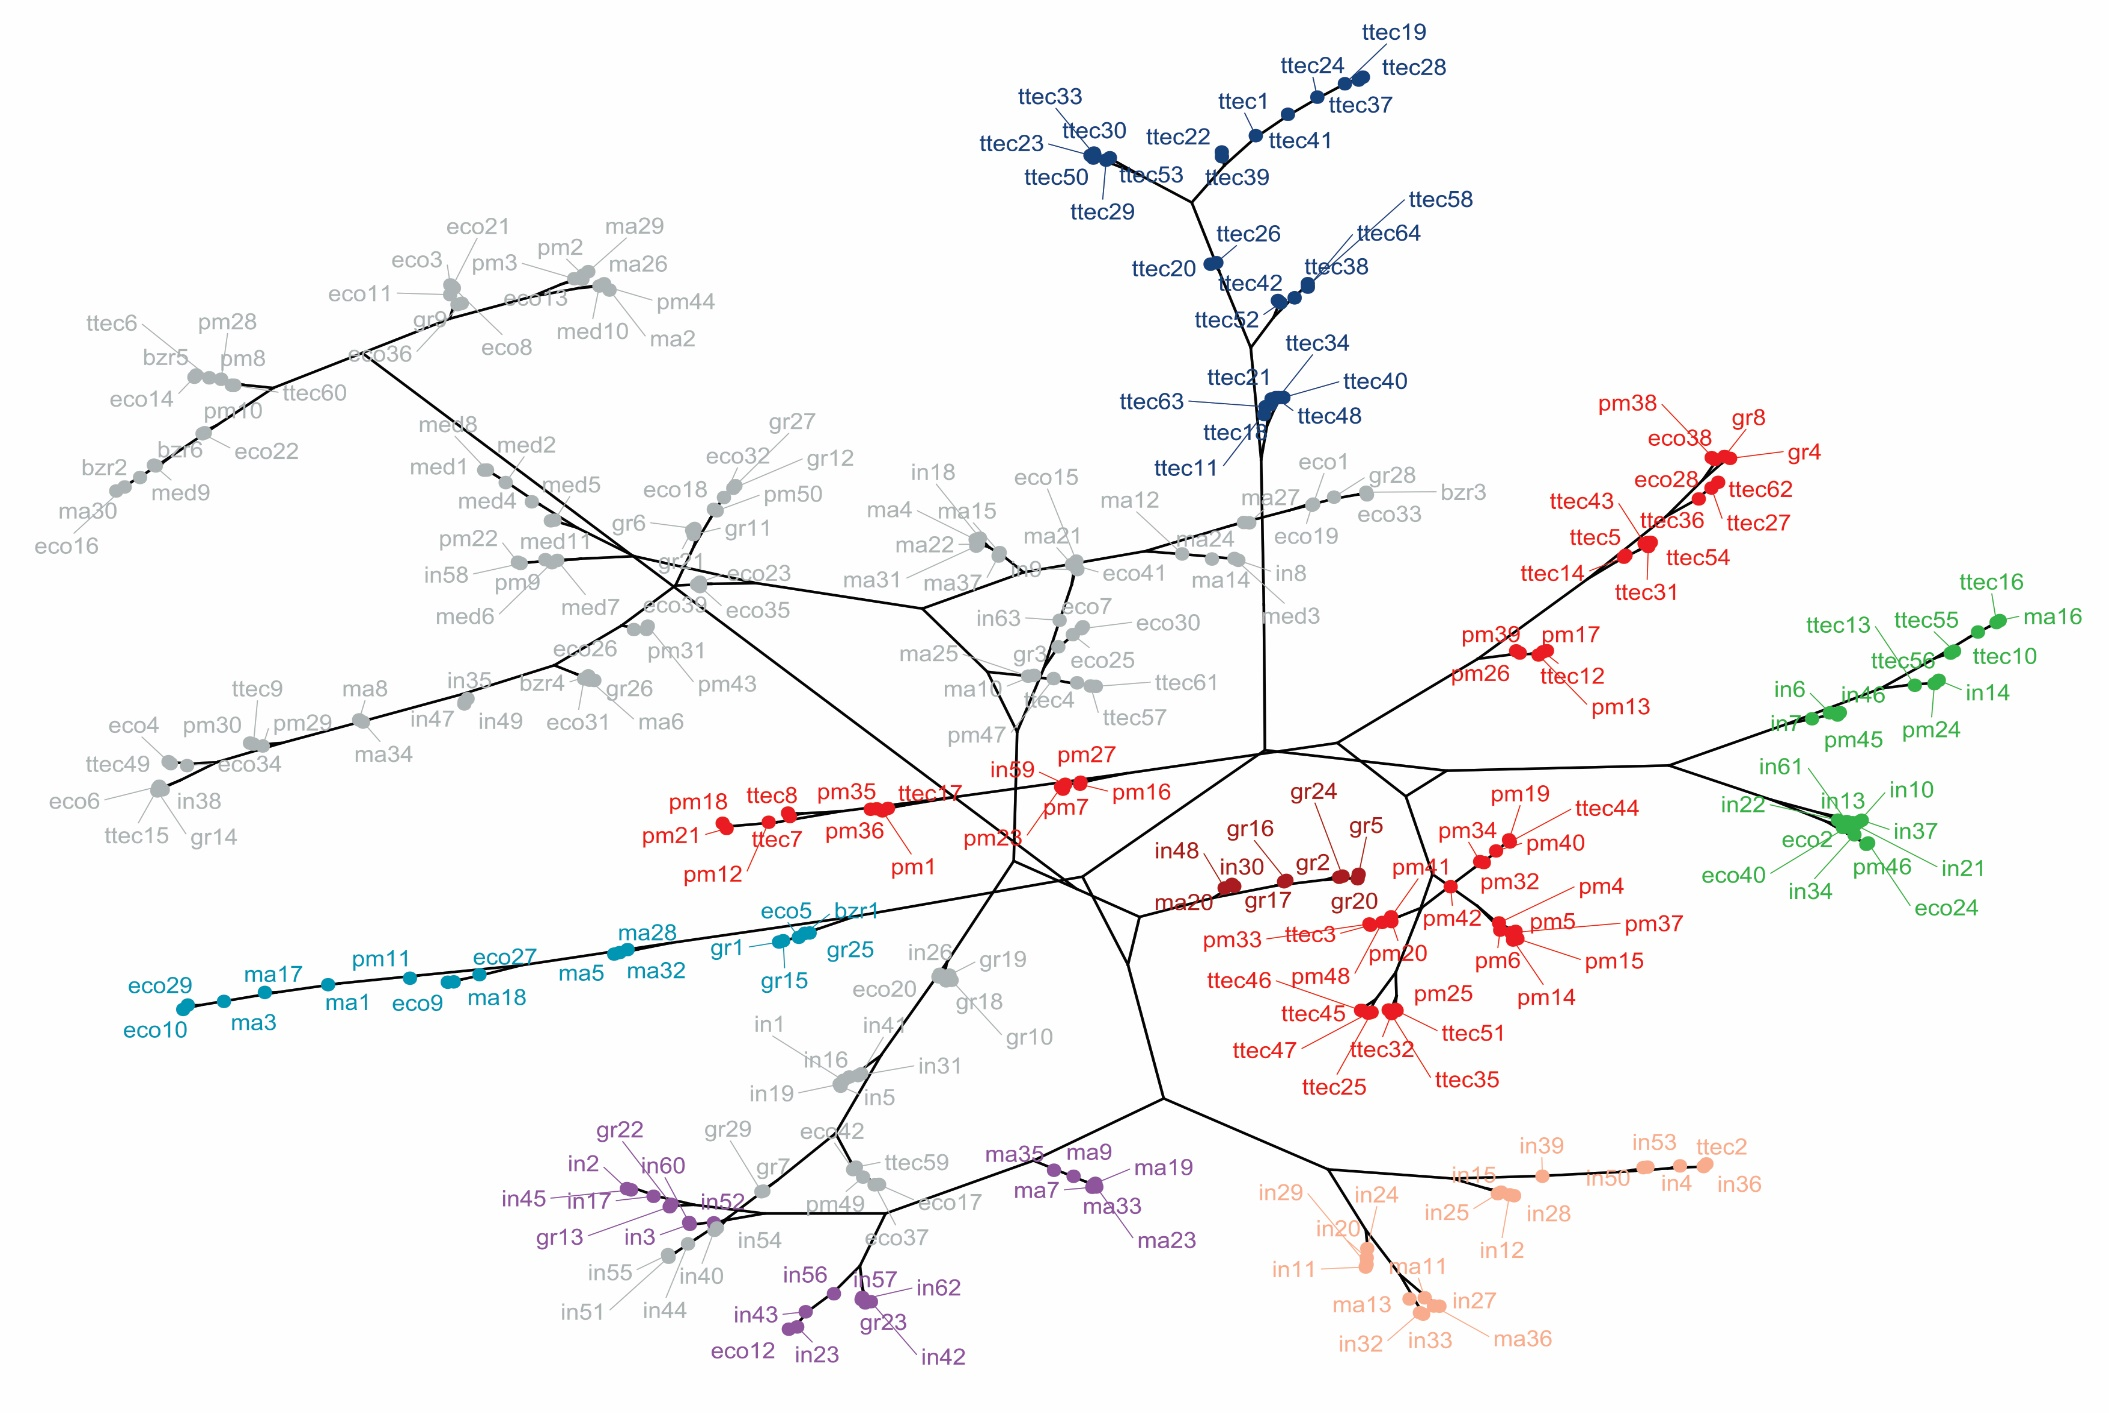 ttec19
ttec24
ttec28
ttec33
ttec1
ttec37
ttec30
ttec22
ttec41
ttec23
ttec50
ttec53
ttec39
ttec29
ttec58
ttec26
ttec64
ttec20
ttec38
ttec42
ttec52
ttec34
ttec21
ttec40
ttec63
ttec48
ttec18
ttec11
eco21
ma29
eco3
pm2
pm3
ma26
eco11
eco13
pm44
gr9
med10
ma2
eco36
eco8
ttec6
pm28
bzr5
pm8
eco14
ttec60
pm10
bzr6
eco22
bzr2
med9
ma30
eco16
med8
med2
med1
med5
med4
pm22
med11
in58
pm9
med6
med7
gr27
eco32
gr12
eco18
pm50
gr6
gr11
gr21
eco23
eco39
eco35
eco26
pm31
bzr4
gr26
pm43
eco31
ma6
in35
in47
in49
ma8
ma34
ttec9
pm30
pm29
eco4
ttec49
eco34
eco6
in38
ttec15
gr14
in18
eco15
ma4
ma15
ma12
ma22
ma21
ma31
ma37
in9
eco41
eco1
ma27
gr28
bzr3
eco33
eco19
ma24
ma14
in8
med3
in63
eco7
eco30
ma25
gr3
eco25
ma10
ttec4
ttec61
ttec57
pm47
pm38
gr8
eco38
gr4
eco28
ttec62
ttec43
ttec36
ttec27
ttec5
ttec54
ttec14
ttec31
pm39
pm17
pm26
ttec12
pm13
ttec16
ttec13
ttec55
ma16
ttec56
ttec10
in6
in46
in14
in7
pm45
pm24
in61
in22
in13
in10
eco2
in37
eco40
pm46
in21
in34
eco24
pm27
in59
pm16
pm7
pm23
pm18
ttec8
pm35
ttec17
pm21
ttec7
pm36
pm12
pm1
gr24
gr16
gr5
in48
in30
gr2
ma20
gr17
gr20
pm19
ttec44
pm34
pm40
pm41
pm32
pm4
pm42
pm5
pm37
pm33
ttec3
pm20
pm6
pm15
pm48
pm14
ttec46
pm25
ttec45
ttec51
ttec47
ttec32
ttec25
ttec35
eco5
bzr1
gr1
gr25
gr15
ma28
ma5
ma32
pm11
eco27
eco29
ma17
eco9
ma18
ma1
eco10
ma3
in26
gr19
eco20
gr18
gr10
in1
in41
in16
in31
in19
in5
eco42
gr29
gr7
ttec59
pm49
eco17
eco37
gr22
in2
in60
in45
in17
in52
gr13
in3
in54
in55
in40
in51
in44
ma35
ma9
ma19
ma7
ma33
ma23
in56
in57
in62
in43
gr23
eco12
in23
in42
in39
in53
ttec2
in15
in50
in4
in36
in29
in24
in25
in28
in20
in12
in11
ma11
ma13
in27
in32
in33
ma36